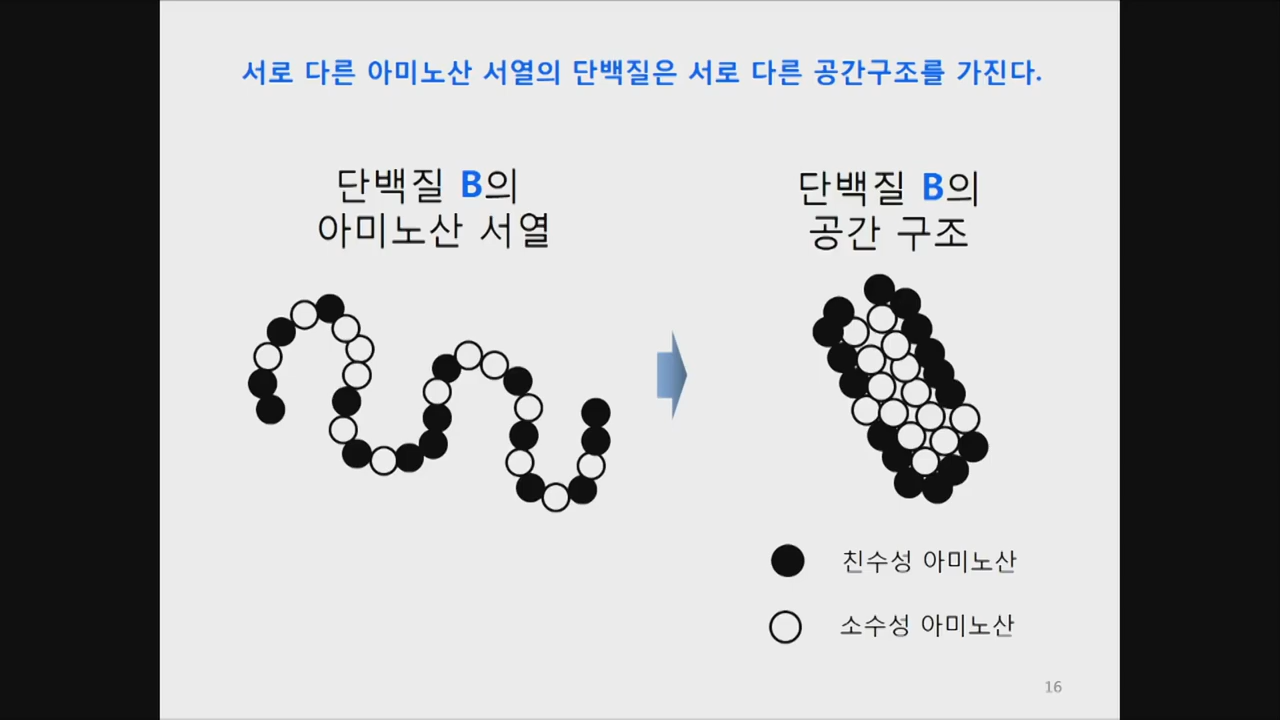 서로 다른 아미노산 서열의 단백질은 서로 다른 공간구조를 가진다.
단백질 B의
아미노산 서열
단백질 B의
공간 구조
친수성 아미노산
소수성 아미노산
16